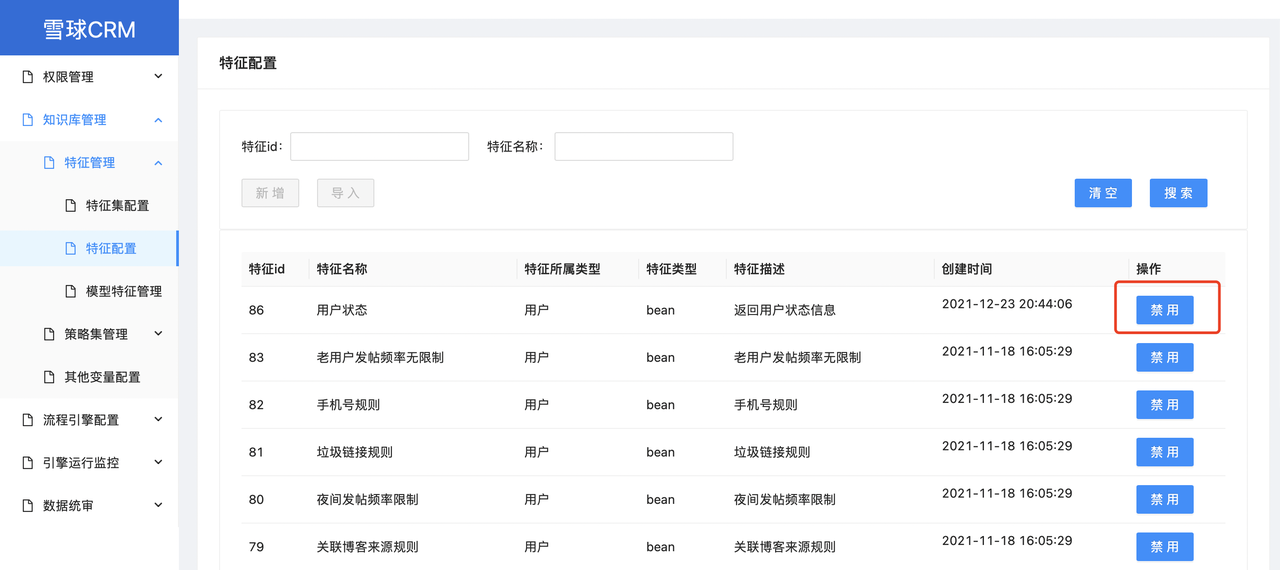 雪球CRM
权限管理
知识库管理
特征管理
特征集配置
特征配置
模型特征管理
策略集管理
其他变量配置
流程引擎配置
引擎运行监控
数据统审
特征配置
特征id： 特征名称：
新 增 导 入 清 空 搜 索
特征id 特征名称 特征所属类型 特征类型 特征描述 创建时间 操作
86 用户状态 用户 bean 返回用户状态信息 2021-12-23 20:44:06 禁 用
83 老用户发帖频率无限制 用户 bean 老用户发帖频率无限制 2021-11-18 16:05:29 禁 用
82 手机号规则 用户 bean 手机号规则 2021-11-18 16:05:29 禁 用
81 垃圾链接规则 用户 bean 垃圾链接规则 2021-11-18 16:05:29 禁 用
80 夜间发帖频率限制 用户 bean 夜间发帖频率限制 2021-11-18 16:05:29 禁 用
79 关联博客来源规则 用户 bean 关联博客来源规则 2021-11-18 16:05:29 禁 用